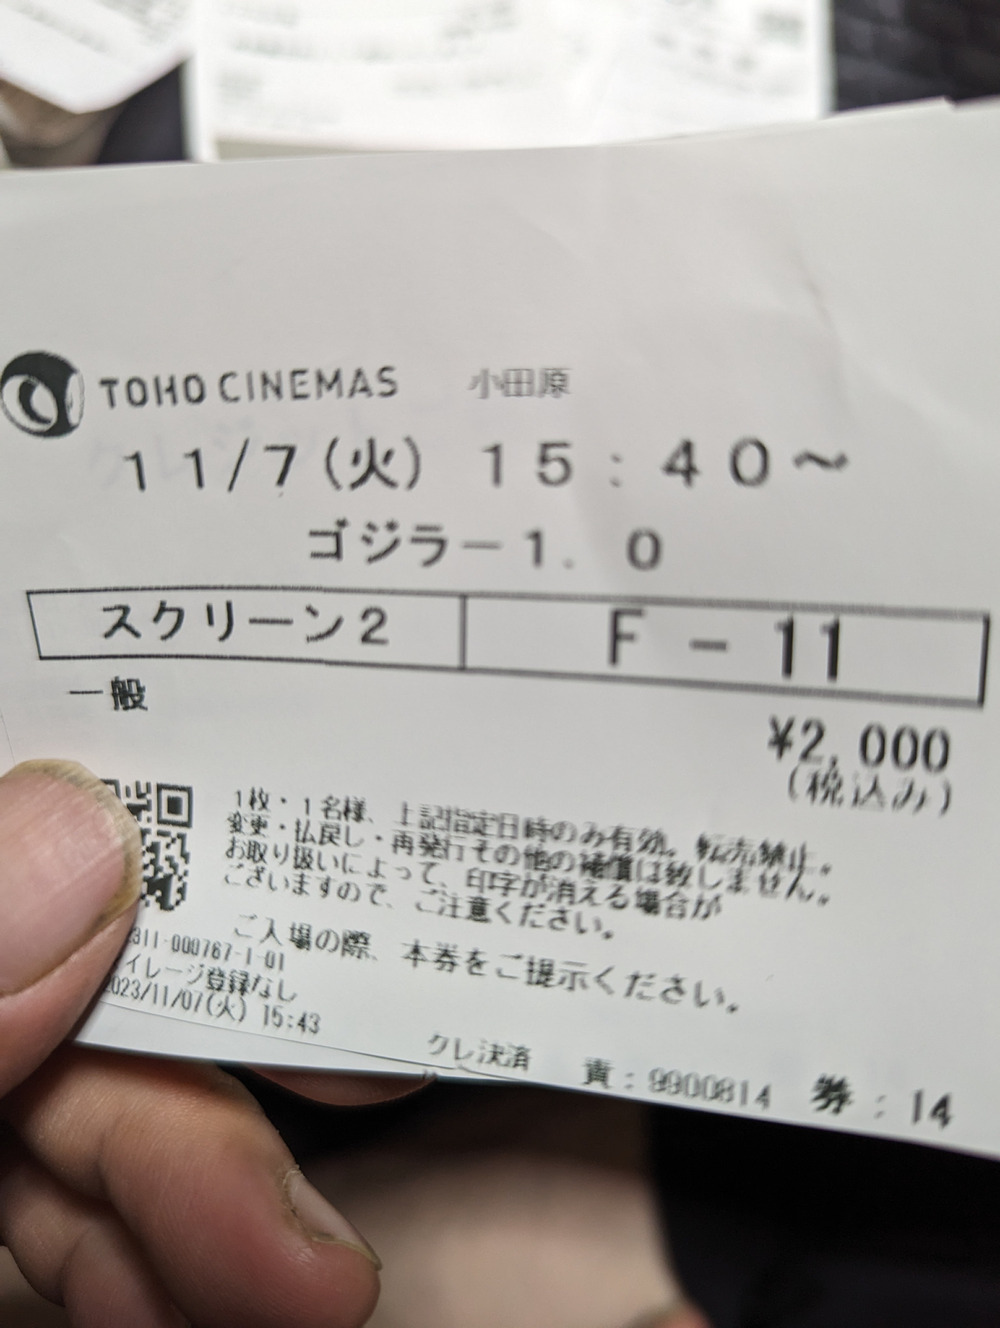 TOHO CINEMAS 小田原
11/7(火) 15:40～
ゴジラ－1.0
スクリーン2 F－11
一般
¥2,000
(税込み)
1枚・1名様、上記指定日時のみ有効。転売禁止。
変更・払戻し・再発行その他の補償は致しません。
お取り扱いによって、印字が消える場合が
ございますので、ご注意ください。
ご入場の際、本券をご提示ください。
311-000767-1-01
イレージ登録なし
2023/11/07(火) 15:43
クレ決済 責:9900814 券:14